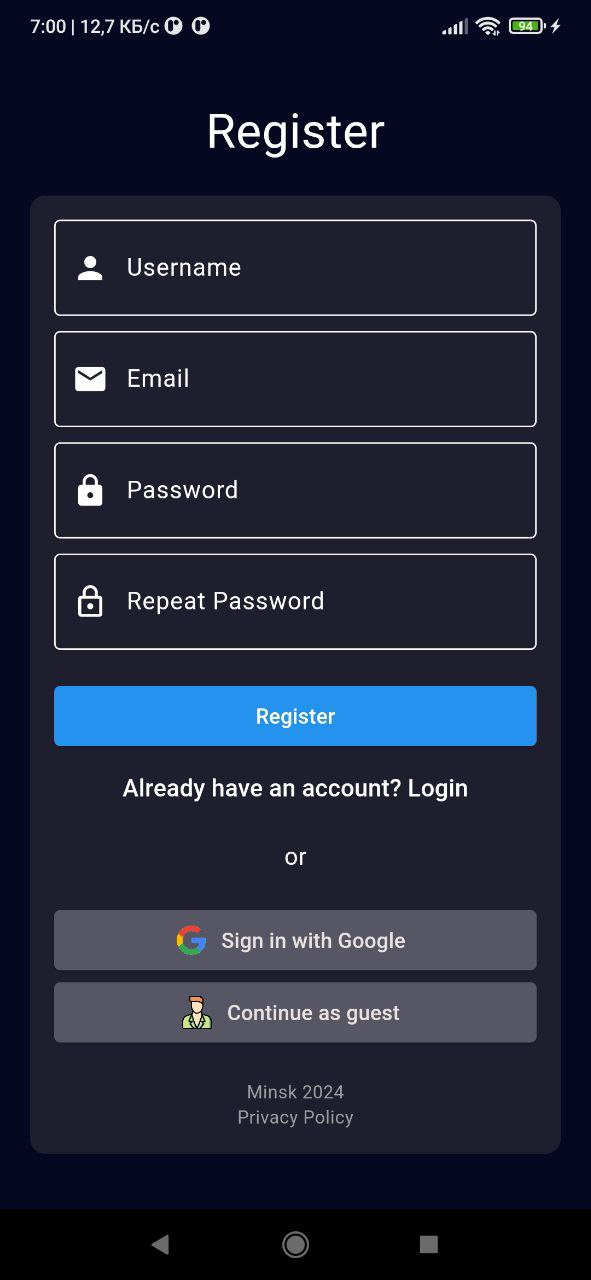 7:00 | 12,7 КБ/с
94
Register
Username
Email
Password
Repeat Password
Register
Already have an account? Login
or
Sign in with Google
Continue as guest
Minsk 2024
Privacy Policy